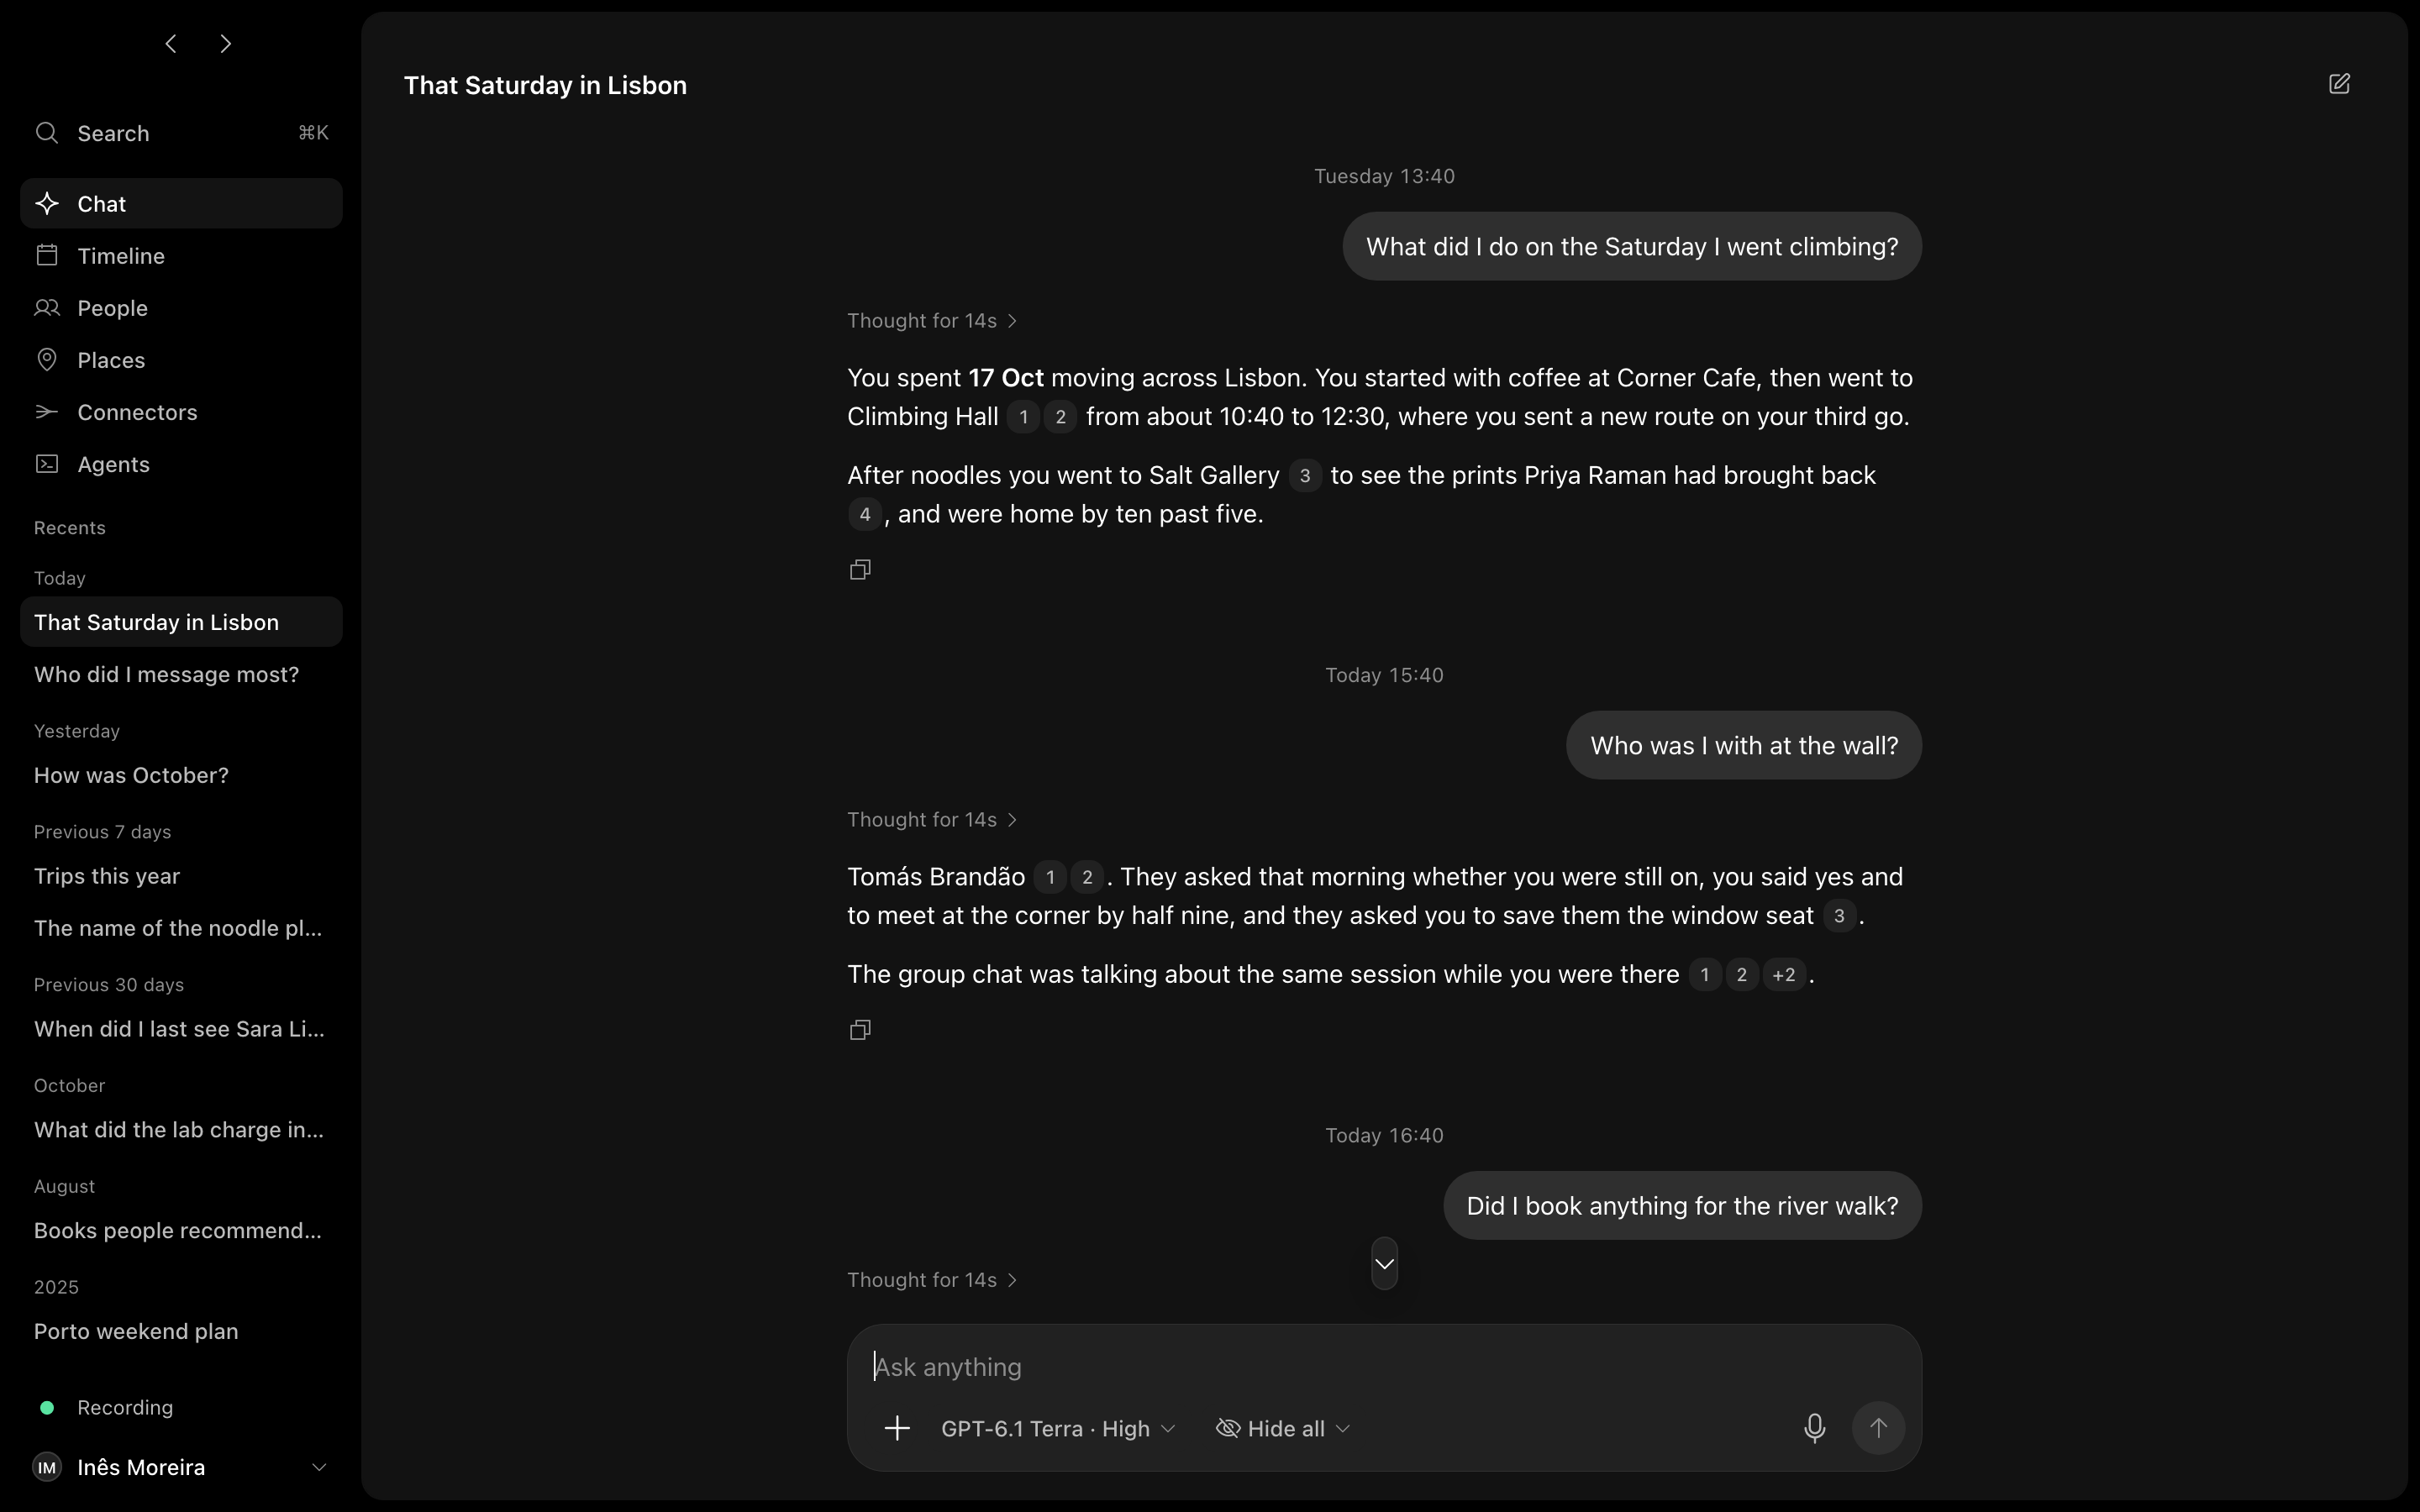 Search ⌘K
Chat
Timeline
People
Places
Connectors
Agents
Recents
Today
That Saturday in Lisbon
Who did I message most?
Yesterday
How was October?
Previous 7 days
Trips this year
The name of the noodle pl...
Previous 30 days
When did I last see Sara Li...
October
What did the lab charge in...
August
Books people recommend...
2025
Porto weekend plan
Recording
IM Inês Moreira
That Saturday in Lisbon
Tuesday 13:40
What did I do on the Saturday I went climbing?
Thought for 14s
You spent 17 Oct moving across Lisbon. You started with coffee at Corner Cafe, then went to
Climbing Hall 1 2 from about 10:40 to 12:30, where you sent a new route on your third go.
After noodles you went to Salt Gallery 3 to see the prints Priya Raman had brought back
4 , and were home by ten past five.
Today 15:40
Who was I with at the wall?
Thought for 14s
Tomás Brandão 1 2 . They asked that morning whether you were still on, you said yes and
to meet at the corner by half nine, and they asked you to save them the window seat 3 .
The group chat was talking about the same session while you were there 1 2 +2 .
Today 16:40
Did I book anything for the river walk?
Thought for 14s
Ask anything
GPT-6.1 Terra · High Hide all